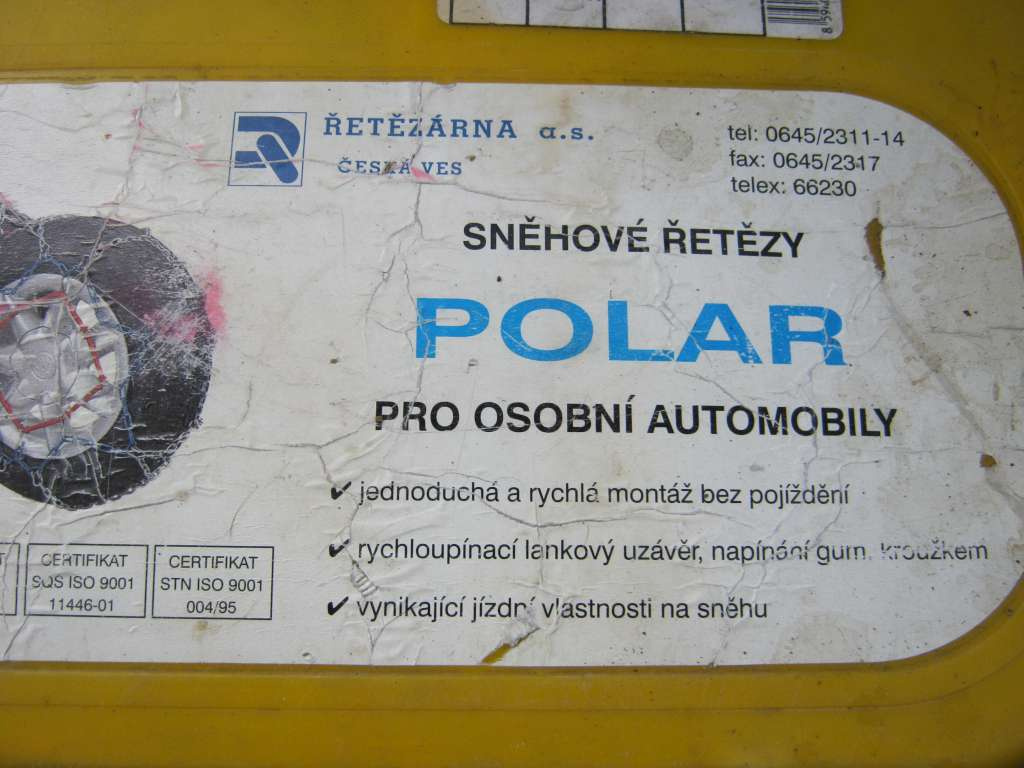 ŘETĚZÁRNA a.s.
ČESKÁ VES
tel: 0645/2311-14
fax: 0645/2317
telex: 66230
SNĚHOVÉ ŘETĚZY
POLAR
PRO OSOBNÍ AUTOMOBILY
✔ jednoduchá a rychlá montáž bez pojíždění
✔ rychloupínací lankový uzávěr, napínání gum. kroužkem
✔ vynikající jízdní vlastnosti na sněhu
CERTIFIKAT
SQS ISO 9001
11446-01
CERTIFIKAT
STN ISO 9001
004/95